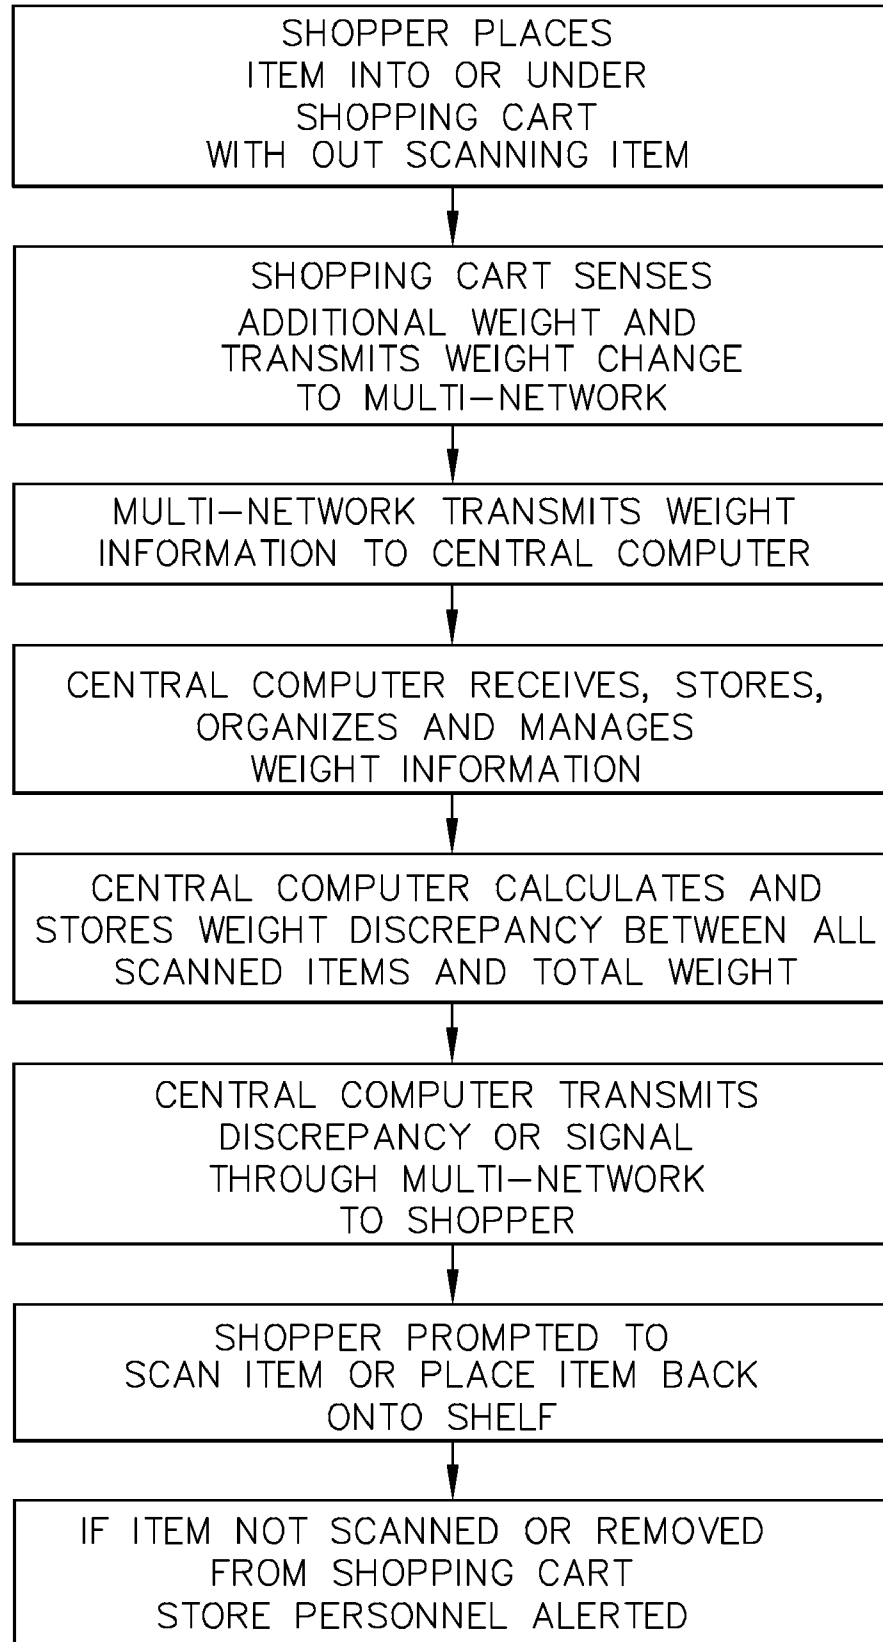 SHOPPER PLACES
ITEM INTO OR UNDER
SHOPPING CART
WITH OUT SCANNING ITEM
SHOPPING CART SENSES
ADDITIONAL WEIGHT AND
TRANSMITS WEIGHT CHANGE
TO MULTI-NETWORK
MULTI-NETWORK TRANSMITS WEIGHT
INFORMATION TO CENTRAL COMPUTER
CENTRAL COMPUTER RECEIVES, STORES,
ORGANIZES AND MANAGES
WEIGHT INFORMATION
CENTRAL COMPUTER CALCULATES AND
STORES WEIGHT DISCREPANCY BETWEEN ALL
SCANNED ITEMS AND TOTAL WEIGHT
CENTRAL COMPUTER TRANSMITS
DISCREPANCY OR SIGNAL
THROUGH MULTI-NETWORK
TO SHOPPER
SHOPPER PROMPTED TO
SCAN ITEM OR PLACE ITEM BACK
ONTO SHELF
IF ITEM NOT SCANNED OR REMOVED
FROM SHOPPING CART
STORE PERSONNEL ALERTED